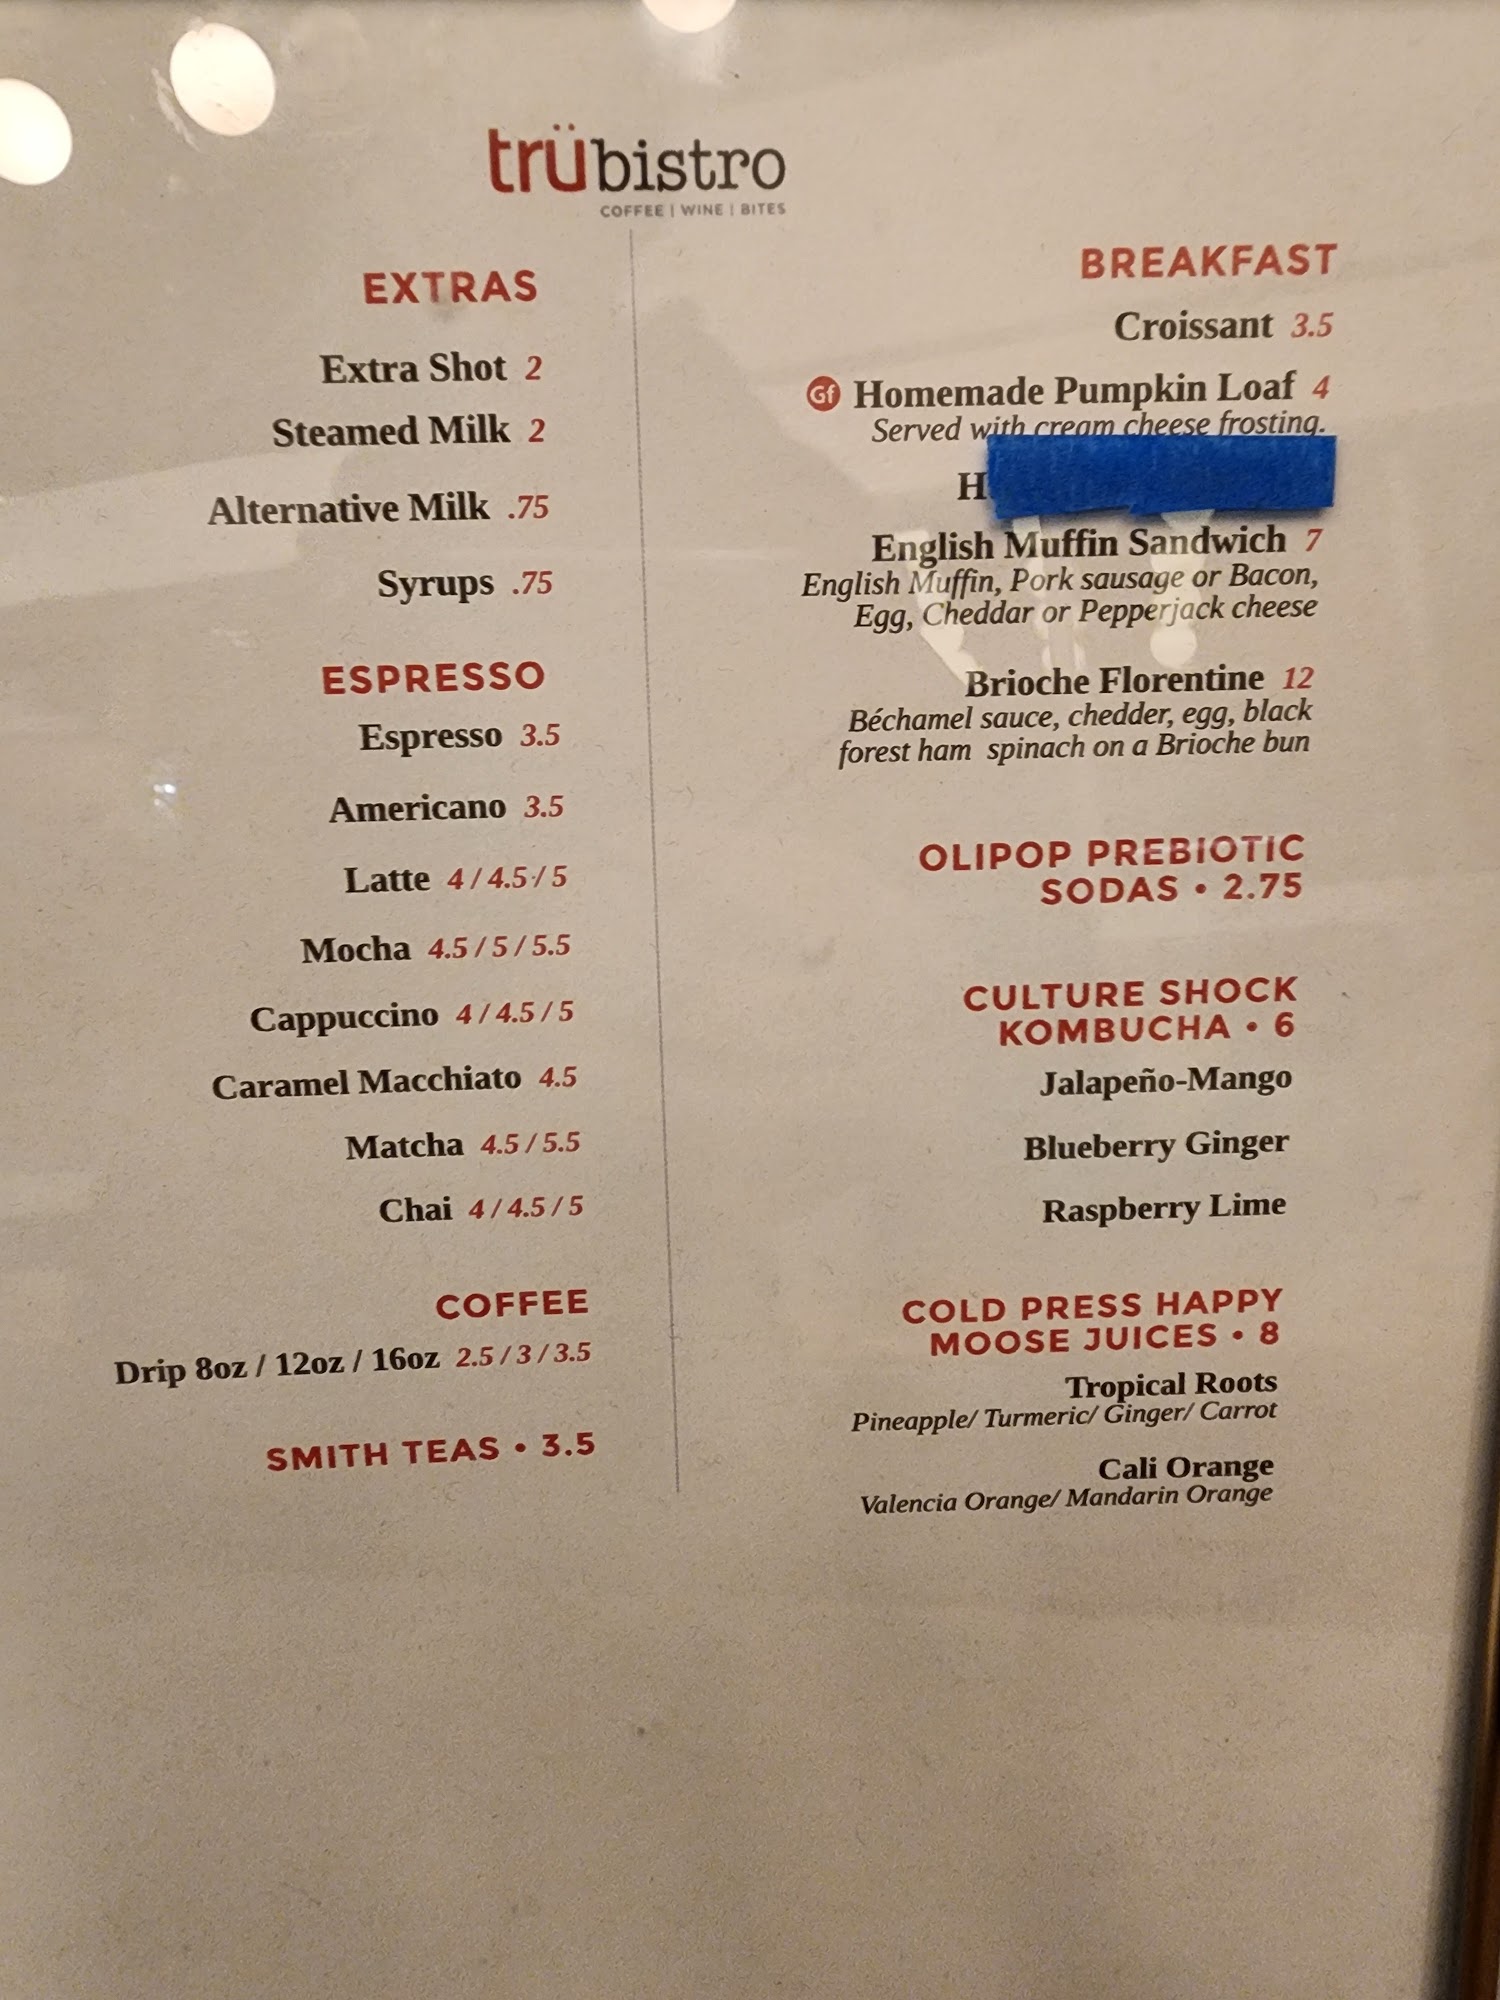 trübistro
COFFEE | WINE | BITES
EXTRAS
Extra Shot 2
Steamed Milk 2
Alternative Milk .75
Syrups .75
ESPRESSO
Espresso 3.5
Americano 3.5
Latte 4 / 4.5 / 5
Mocha 4.5 / 5 / 5.5
Cappuccino 4 / 4.5 / 5
Caramel Macchiato 4.5
Matcha 4.5 / 5.5
Chai 4 / 4.5 / 5
COFFEE
Drip 8oz / 12oz / 16oz 2.5 / 3 / 3.5
SMITH TEAS • 3.5
BREAKFAST
Croissant 3.5
Gf Homemade Pumpkin Loaf 4
Served with cream cheese frosting.
English Muffin Sandwich 7
English Muffin, Pork sausage or Bacon,
Egg, Cheddar or Pepperjack cheese
Brioche Florentine 12
Béchamel sauce, chedder, egg, black
forest ham spinach on a Brioche bun
OLIPOP PREBIOTIC
SODAS • 2.75
CULTURE SHOCK
KOMBUCHA • 6
Jalapeño-Mango
Blueberry Ginger
Raspberry Lime
COLD PRESS HAPPY
MOOSE JUICES • 8
Tropical Roots
Pineapple/ Turmeric/ Ginger/ Carrot
Cali Orange
Valencia Orange/ Mandarin Orange